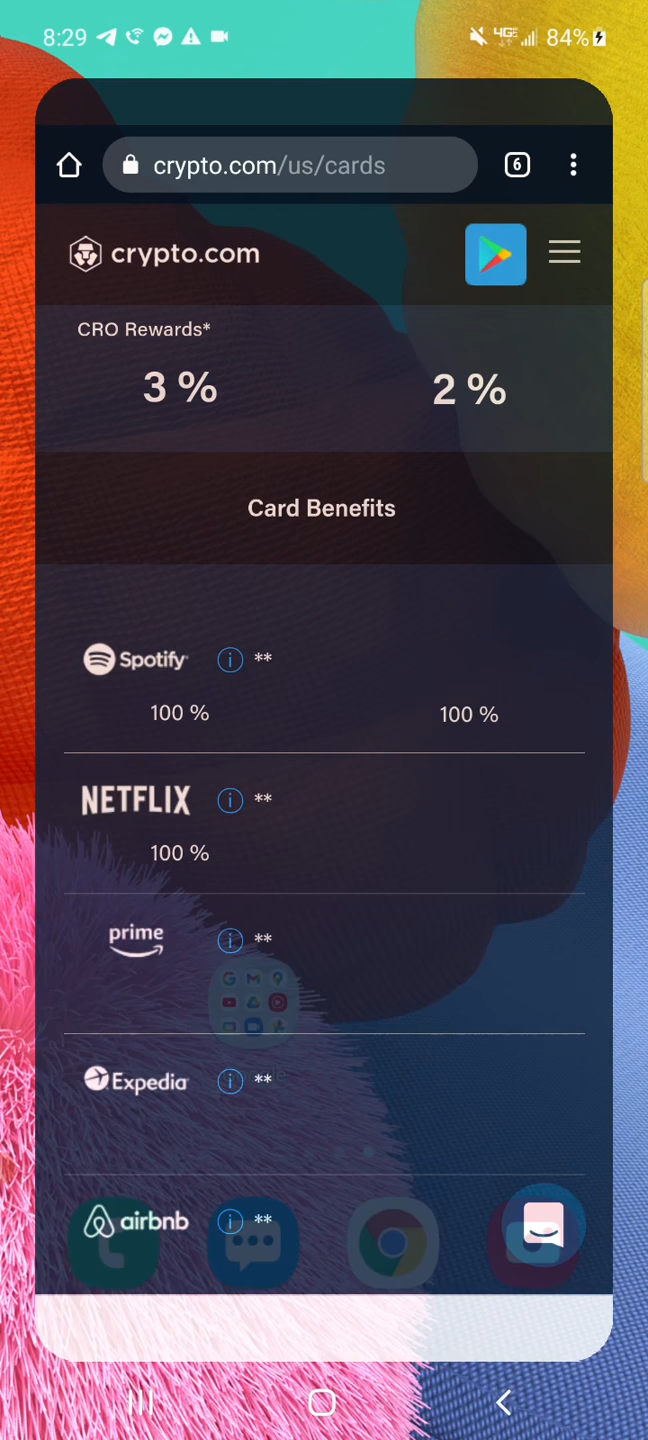 8:29 4GE 84%
crypto.com/us/cards 6
crypto.com
CRO Rewards*
3 % 2 %
Card Benefits
Spotify i **
100 % 100 %
NETFLIX i **
100 %
prime i **
Expedia i **
airbnb i **